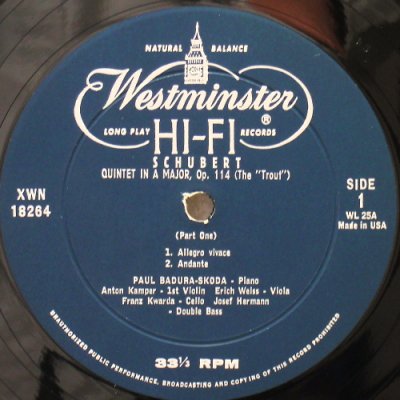 NATURAL BALANCE
Westminster ®
LONG PLAY RECORDS
HI-FI
SCHUBERT
QUINTET IN A MAJOR, Op. 114 (The "Trout")
XWN
18264
SIDE
1
WL 25A
Made in USA
(Part One)
1. Allegro vivace
2. Andante
PAUL BADURA-SKODA - Piano
Anton Kamper - 1st Violin Erich Weiss - Viola
Franz Kwarda - Cello Josef Hermann
- Double Bass
33⅓ RPM
UNAUTHORIZED PUBLIC PERFORMANCE, BROADCASTING AND COPYING OF THIS RECORD PROHIBITED